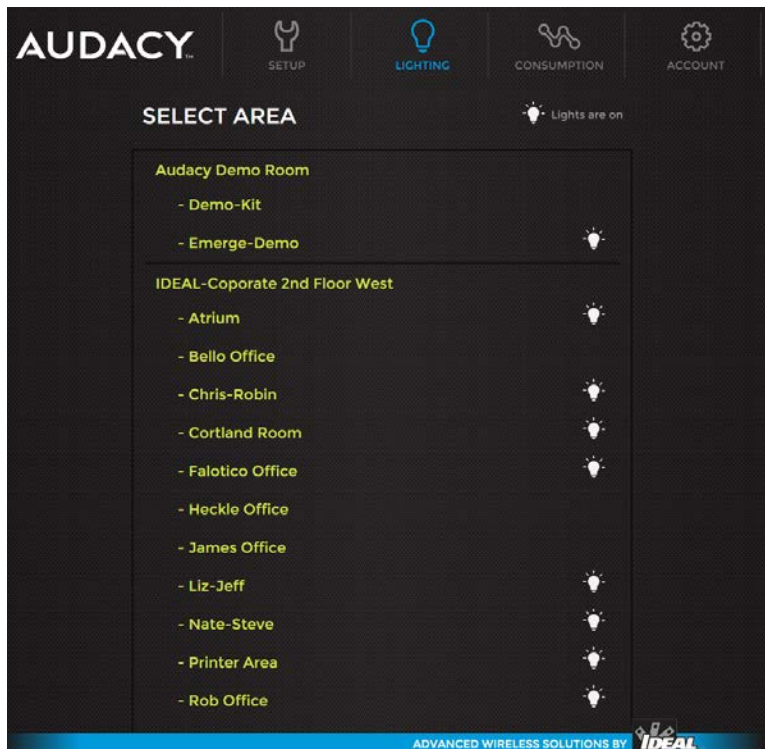 AUDACY™
SETUP
LIGHTING
CONSUMPTION
ACCOUNT
SELECT AREA
Lights are on
Audacy Demo Room
- Demo-Kit
- Emerge-Demo
IDEAL-Coporate 2nd Floor West
- Atrium
- Bello Office
- Chris-Robin
- Cortland Room
- Falotico Office
- Heckle Office
- James Office
- Liz-Jeff
- Nate-Steve
- Printer Area
- Rob Office
ADVANCED WIRELESS SOLUTIONS BY IDEAL